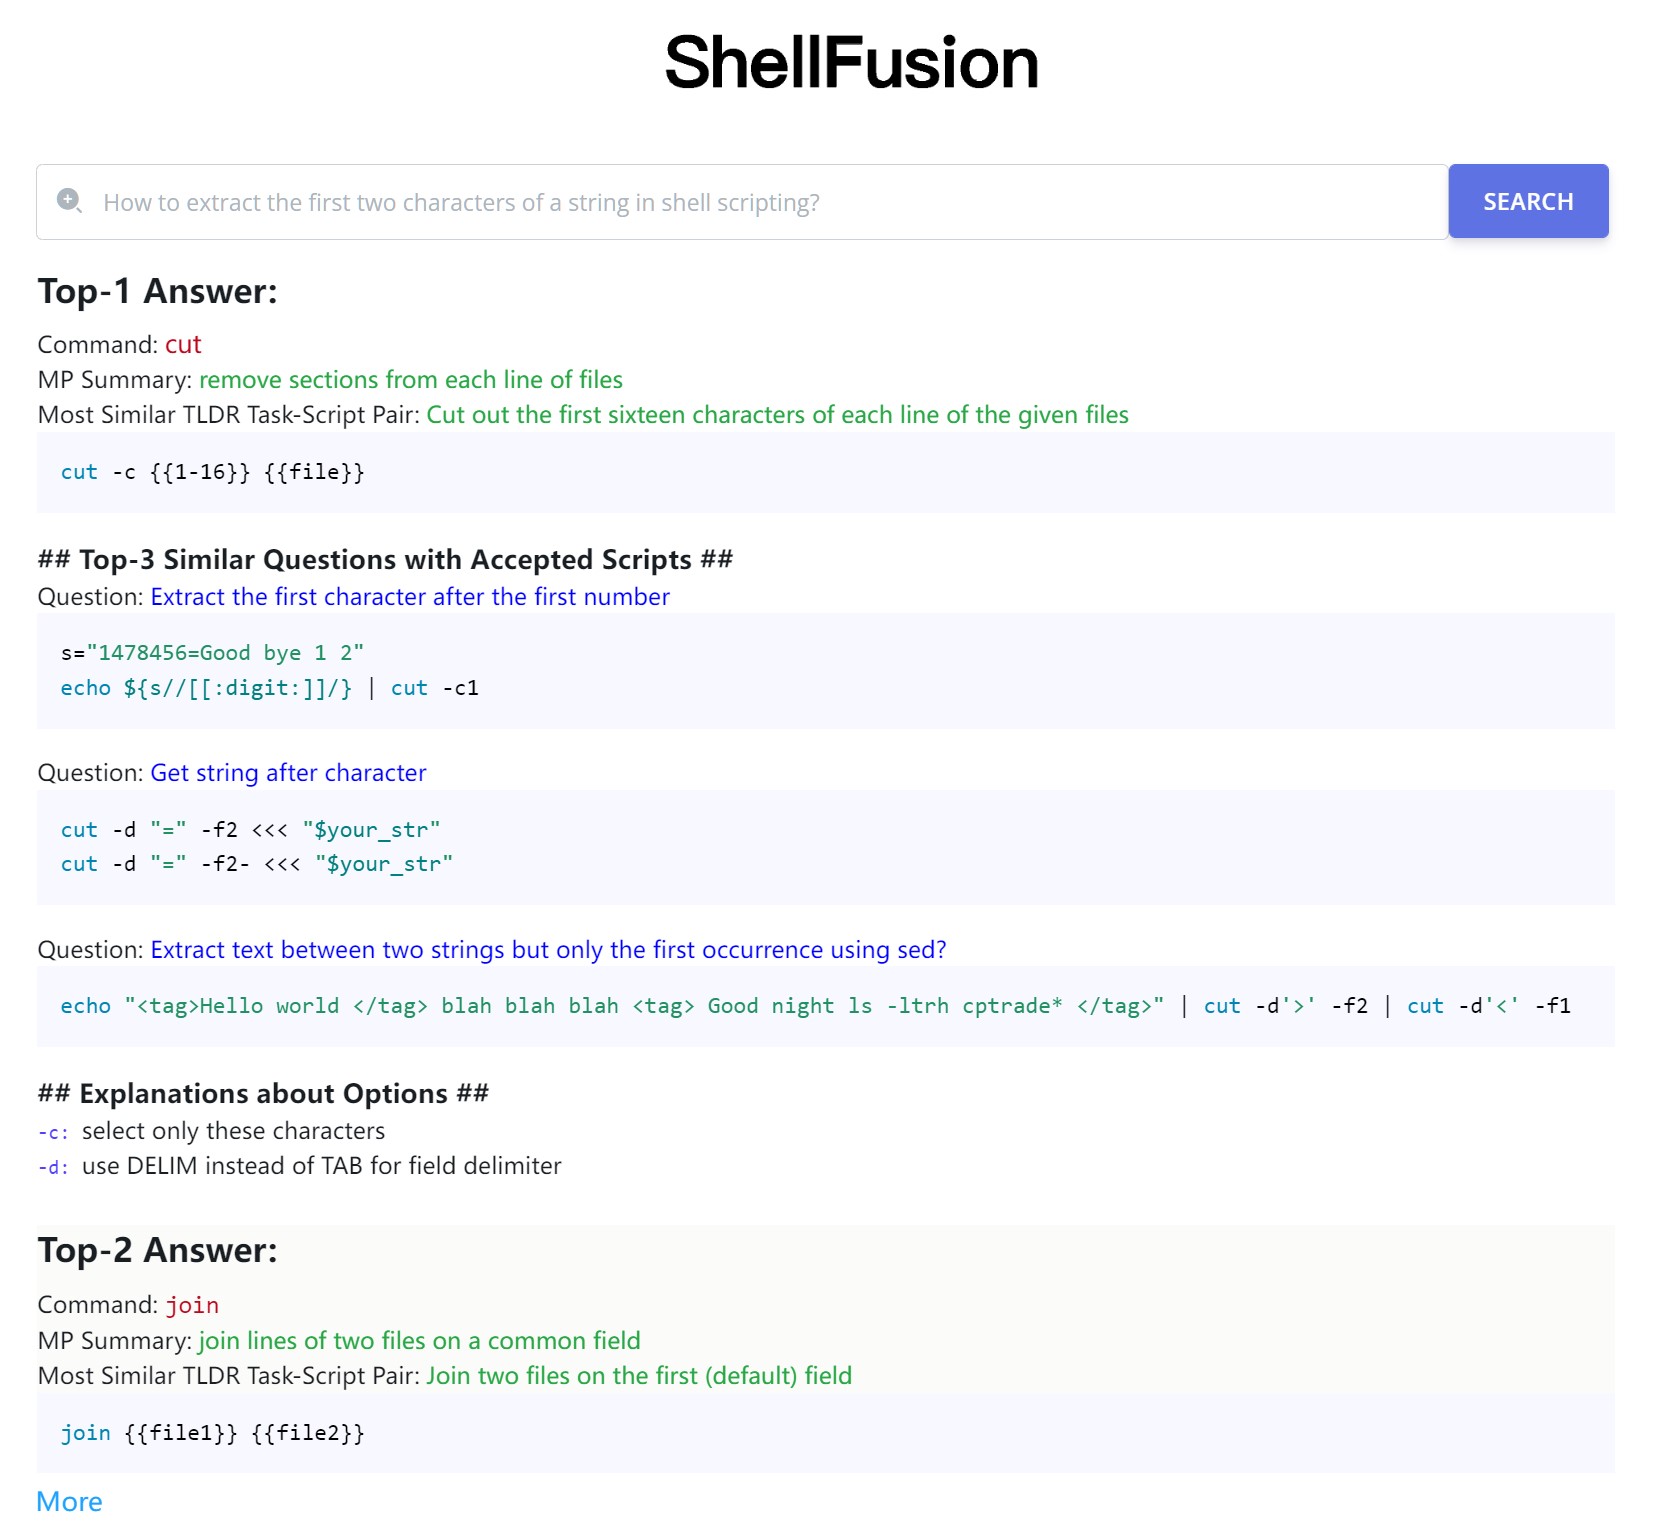 ShellFusion
How to extract the first two characters of a string in shell scripting?
SEARCH
Top-1 Answer:
Command: cut
MP Summary: remove sections from each line of files
Most Similar TLDR Task-Script Pair: Cut out the first sixteen characters of each line of the given files
cut -c {{1-16}} {{file}}
## Top-3 Similar Questions with Accepted Scripts ##
Question: Extract the first character after the first number
s="1478456=Good bye 1 2"
echo ${s//[[:digit:]]/} | cut -c1
Question: Get string after character
cut -d "=" -f2 <<< "$your_str"
cut -d "=" -f2- <<< "$your_str"
Question: Extract text between two strings but only the first occurrence using sed?
echo "<tag>Hello world </tag> blah blah blah <tag> Good night ls -ltrh cptrade* </tag>" | cut -d'>' -f2 | cut -d'<' -f1
## Explanations about Options ##
-c: select only these characters
-d: use DELIM instead of TAB for field delimiter
Top-2 Answer:
Command: join
MP Summary: join lines of two files on a common field
Most Similar TLDR Task-Script Pair: Join two files on the first (default) field
join {{file1}} {{file2}}
More